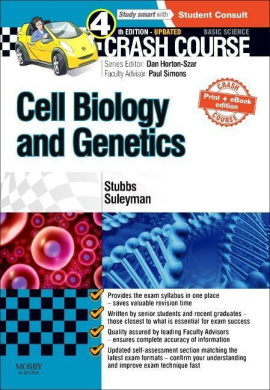 Study smart with Student Consult
4th EDITION - UPDATED BASIC SCIENCE
CRASH COURSE
Series Editor: Dan Horton-Szar
Faculty Advisor: Paul Simons
CRASH
Print + eBook
edition
COURSE
Cell Biology
and Genetics
Stubbs
Suleyman
Provides the exam syllabus in one place
- saves valuable revision time
Written by senior students and recent graduates -
those closest to what is essential for exam success
Quality assured by leading Faculty Advisors
- ensures complete accuracy of information
Updated self-assessment section matching the
latest exam formats - confirm your understanding
and improve exam technique fast
MOSBY
ELSEVIER